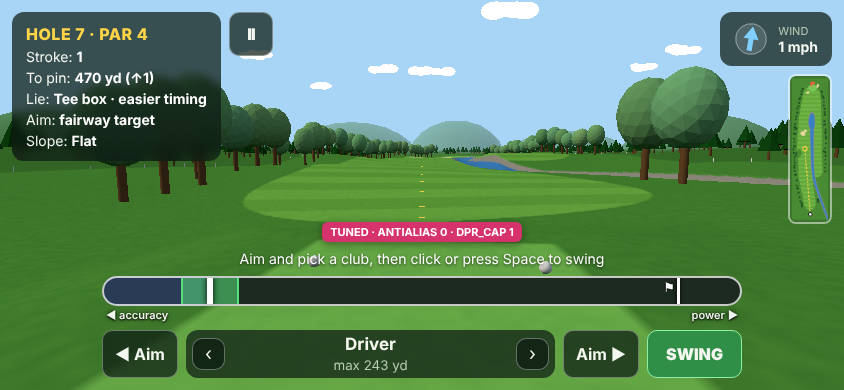 HOLE 7 · PAR 4
Stroke: 1
To pin: 470 yd (↑1)
Lie: Tee box · easier timing
Aim: fairway target
Slope: Flat
WIND
1 mph
TUNED · ANTIALIAS 0 · DPR_CAP 1
Aim and pick a club, then click or press Space to swing
◀ accuracy
power ▶
◀ Aim
‹
Driver
max 243 yd
›
Aim ▶
SWING